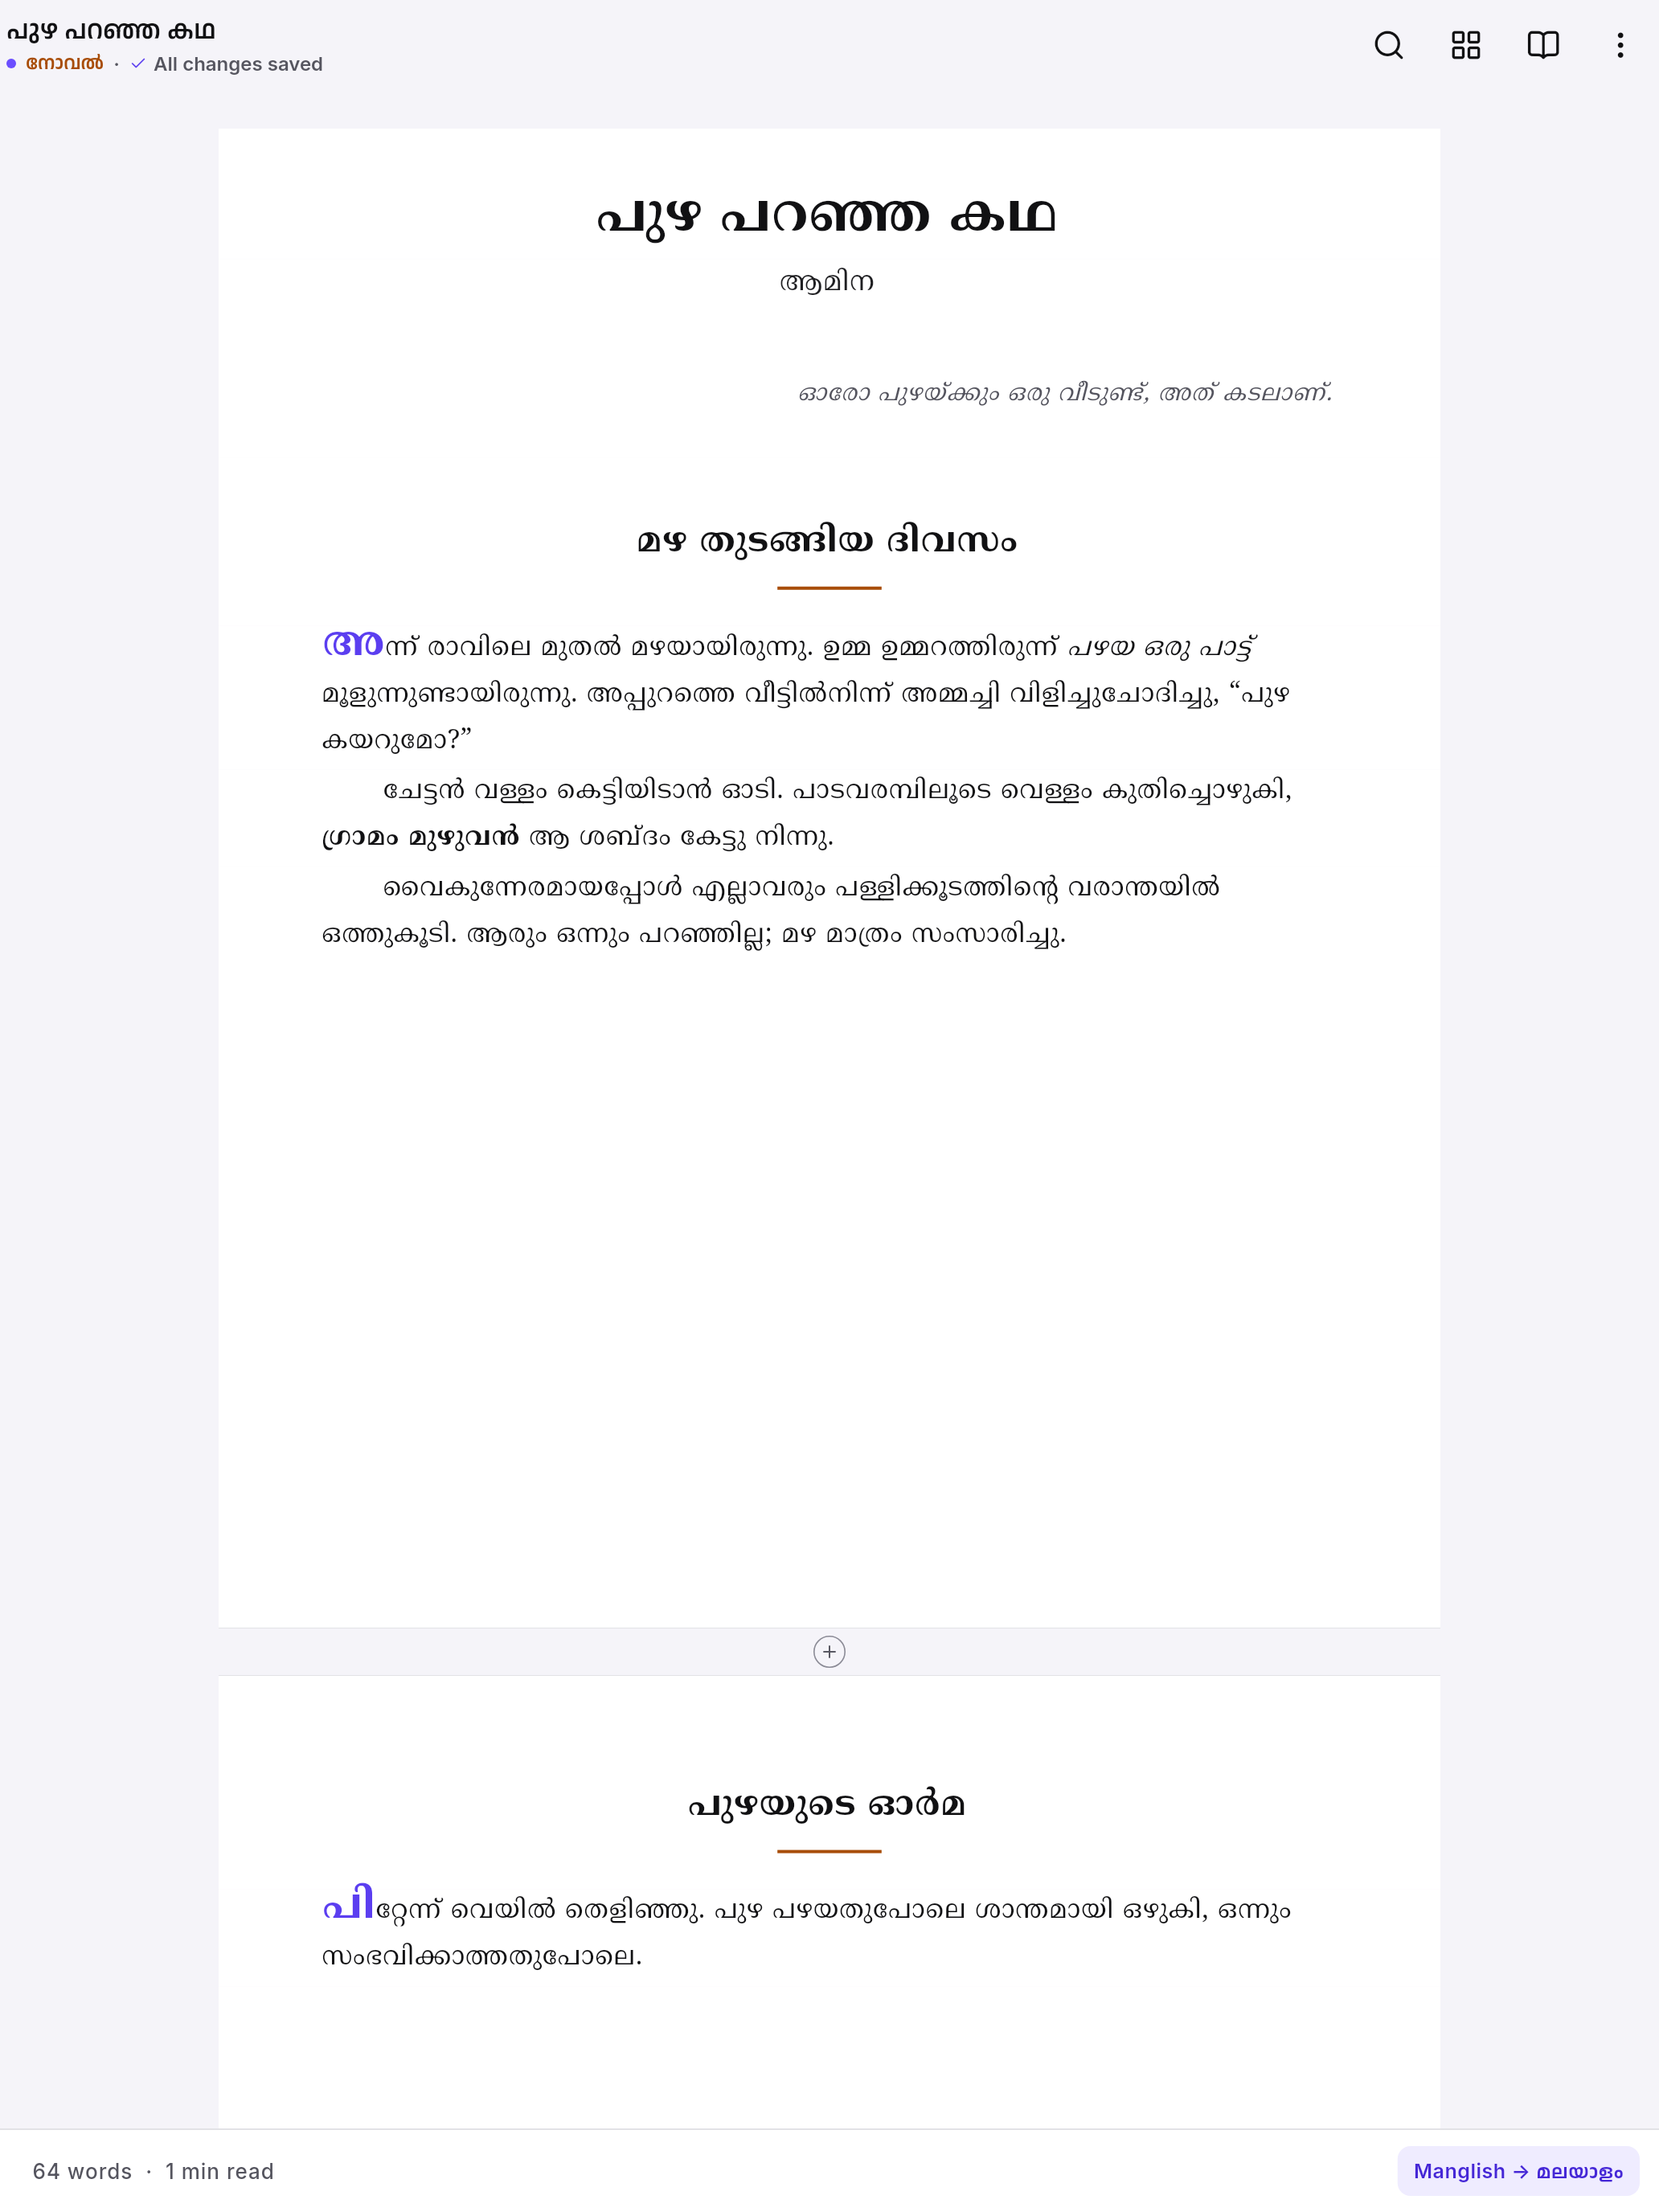 പുഴ പറഞ്ഞ കഥ
നോവൽ · All changes saved
പുഴ പറഞ്ഞ കഥ
ആമിന
ഓരോ പുഴയ്ക്കും ഒരു വീടുണ്ട്, അത് കടലാണ്.
മഴ തുടങ്ങിയ ദിവസം
അന്ന് രാവിലെ മുതൽ മഴയായിരുന്നു. ഉമ്മ ഉമ്മറത്തിരുന്ന് പഴയ ഒരു പാട്ട്
മൂളുന്നുണ്ടായിരുന്നു. അപ്പുറത്തെ വീട്ടിൽനിന്ന് അമ്മച്ചി വിളിച്ചുചോദിച്ചു, “പുഴ
കയറുമോ?”
ചേട്ടൻ വള്ളം കെട്ടിയിടാൻ ഓടി. പാടവരമ്പിലൂടെ വെള്ളം കുതിച്ചൊഴുകി,
ഗ്രാമം മുഴുവൻ ആ ശബ്ദം കേട്ടു നിന്നു.
വൈകുന്നേരമായപ്പോൾ എല്ലാവരും പള്ളിക്കൂടത്തിന്റെ വരാന്തയിൽ
ഒത്തുകൂടി. ആരും ഒന്നും പറഞ്ഞില്ല; മഴ മാത്രം സംസാരിച്ചു.
പുഴയുടെ ഓർമ
പിറ്റേന്ന് വെയിൽ തെളിഞ്ഞു. പുഴ പഴയതുപോലെ ശാന്തമായി ഒഴുകി, ഒന്നും
സംഭവിക്കാത്തതുപോലെ.
64 words · 1 min read
Manglish → മലയാളം